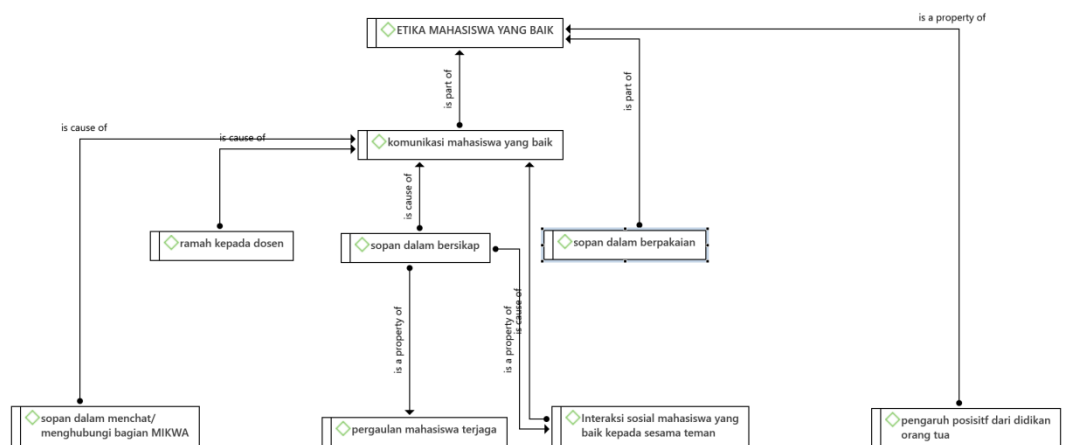 is a property of
ETIKA MAHASISWA YANG BAIK
is part of
is part of
is cause of
is cause of
komunikasi mahasiswa yang baik
is cause of
ramah kepada dosen
sopan dalam bersikap
sopan dalam berpakaian
is a property of
is a property of
is cause of
sopan dalam menchat/
menghubungi bagian MIKWA
pergaulan mahasiswa terjaga
Interaksi sosial mahasiswa yang
baik kepada sesama teman
pengaruh posisitf dari didikan
orang tua